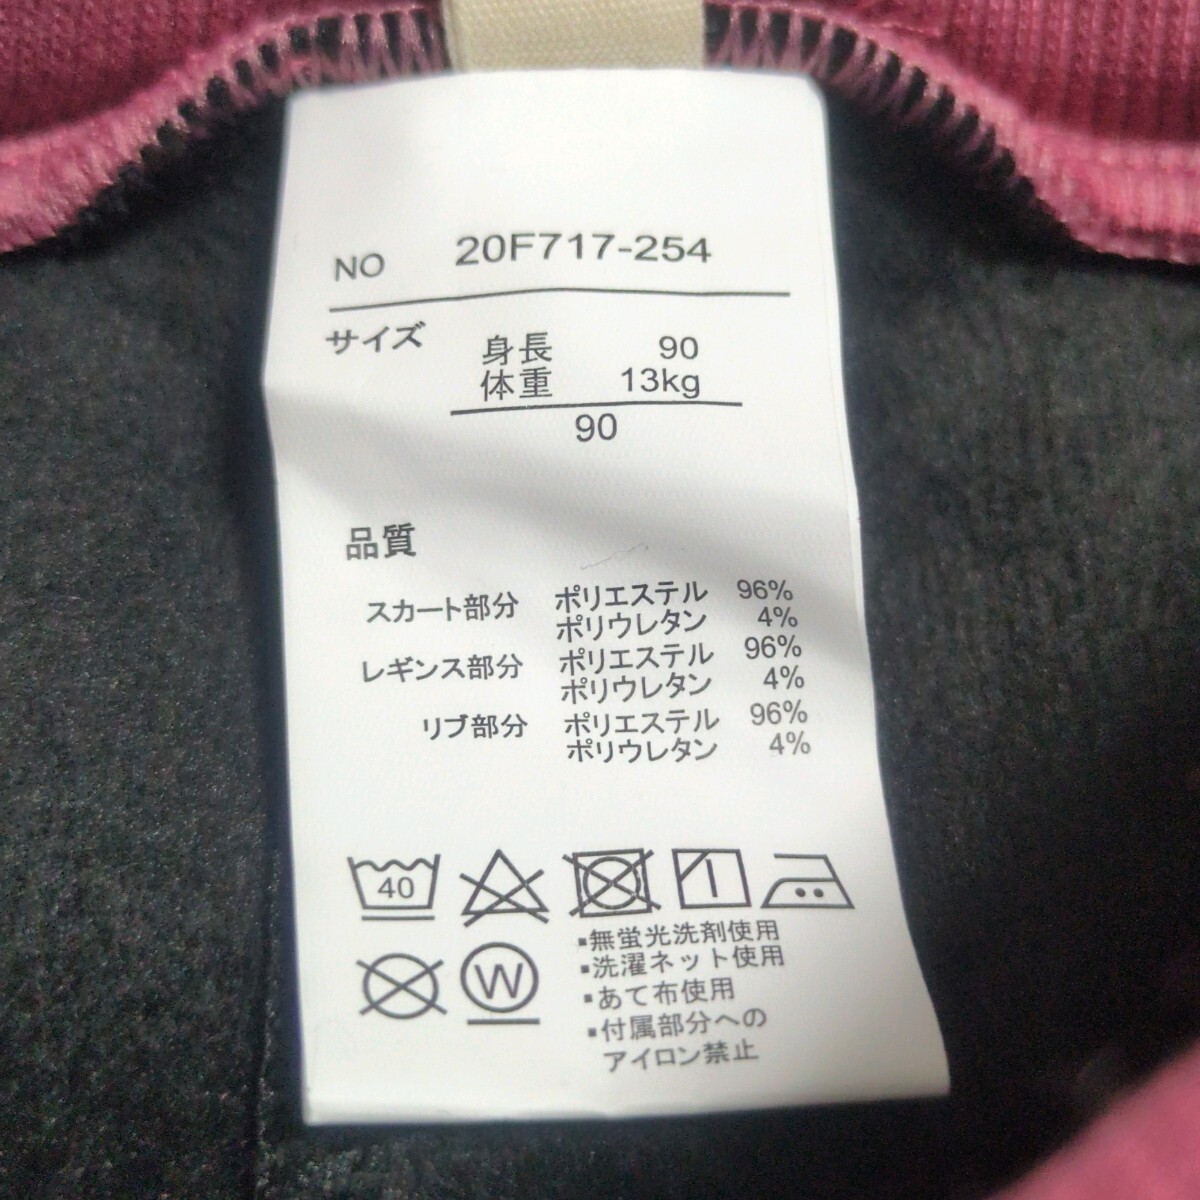 NO 20F717-254
サイズ 身長 90
体重 13kg
90
品質
スカート部分 ポリエステル 96%
ポリウレタン 4%
レギンス部分 ポリエステル 96%
ポリウレタン 4%
リブ部分 ポリエステル 96%
ポリウレタン 4%
40
W
▪無蛍光洗剤使用
▪洗濯ネット使用
▪あて布使用
▪付属部分への
アイロン禁止